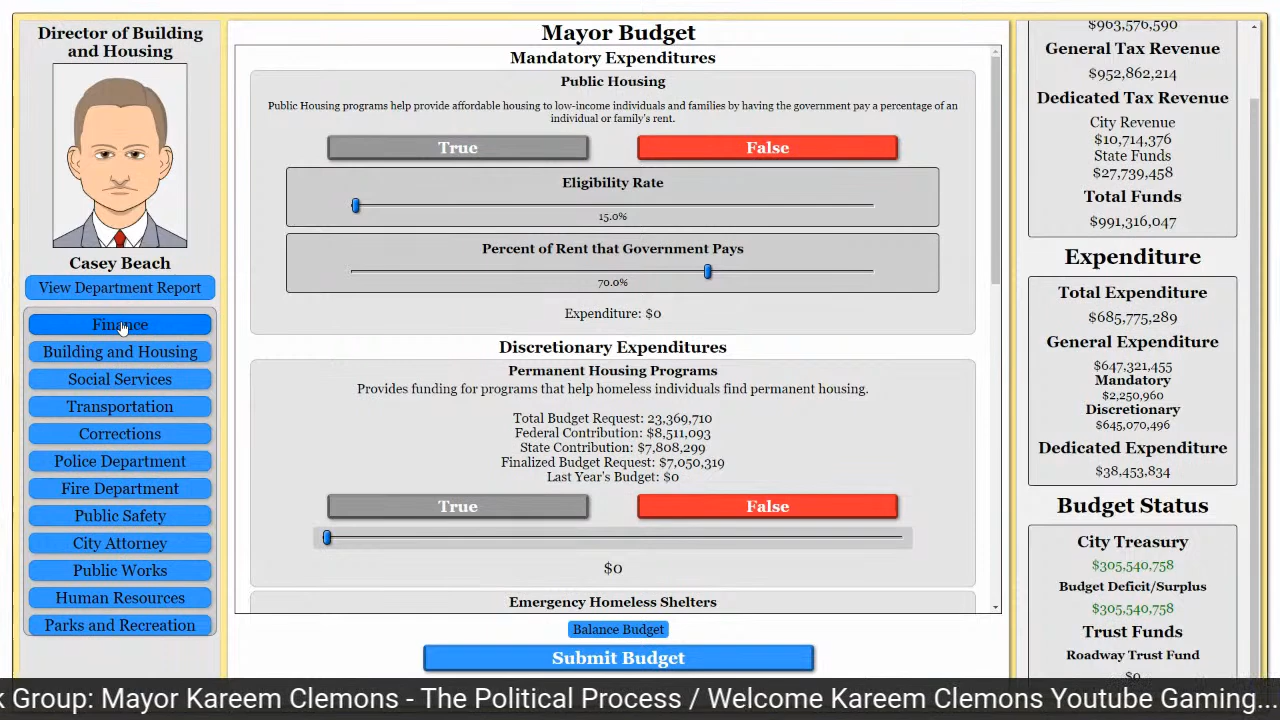 Director of Building
and Housing
Casey Beach
View Department Report
Finance
Building and Housing
Social Services
Transportation
Corrections
Police Department
Fire Department
Public Safety
City Attorney
Public Works
Human Resources
Parks and Recreation
Mayor Budget
Mandatory Expenditures
Public Housing
Public Housing programs help provide affordable housing to low-income individuals and families by having the government pay a percentage of an
individual or family's rent.
True False
Eligibility Rate
15.0%
Percent of Rent that Government Pays
70.0%
Expenditure: $0
Discretionary Expenditures
Permanent Housing Programs
Provides funding for programs that help homeless individuals find permanent housing.
Total Budget Request: 23,369,710
Federal Contribution: $8,511,093
State Contribution: $7,808,299
Finalized Budget Request: $7,050,319
Last Year's Budget: $0
True False
$0
Emergency Homeless Shelters
Balance Budget
Submit Budget
$963,576,590
General Tax Revenue
$952,862,214
Dedicated Tax Revenue
City Revenue
$10,714,376
State Funds
$27,739,458
Total Funds
$991,316,047
Expenditure
Total Expenditure
$685,775,289
General Expenditure
$647,321,455
Mandatory
$2,250,960
Discretionary
$645,070,496
Dedicated Expenditure
$38,453,834
Budget Status
City Treasury
$305,540,758
Budget Deficit/Surplus
$305,540,758
Trust Funds
Roadway Trust Fund
$0
k Group: Mayor Kareem Clemons - The Political Process / Welcome Kareem Clemons Youtube Gaming...